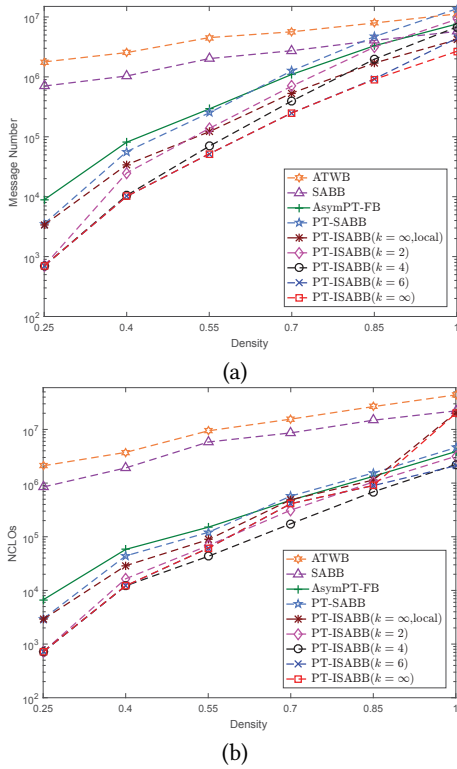 10^7
10^6
10^5
10^4
10^3
10^2
Message Number
0.25 0.4 0.55 0.7 0.85 1
Density
ATWB
SABB
AsymPT-FB
PT-SABB
PT-ISABB(k = ∞,local)
PT-ISABB(k = 2)
PT-ISABB(k = 4)
PT-ISABB(k = 6)
PT-ISABB(k = ∞)
(a)
10^7
10^6
10^5
10^4
10^3
10^2
NCLOs
0.25 0.4 0.55 0.7 0.85 1
Density
ATWB
SABB
AsymPT-FB
PT-SABB
PT-ISABB(k = ∞,local)
PT-ISABB(k = 2)
PT-ISABB(k = 4)
PT-ISABB(k = 6)
PT-ISABB(k = ∞)
(b)